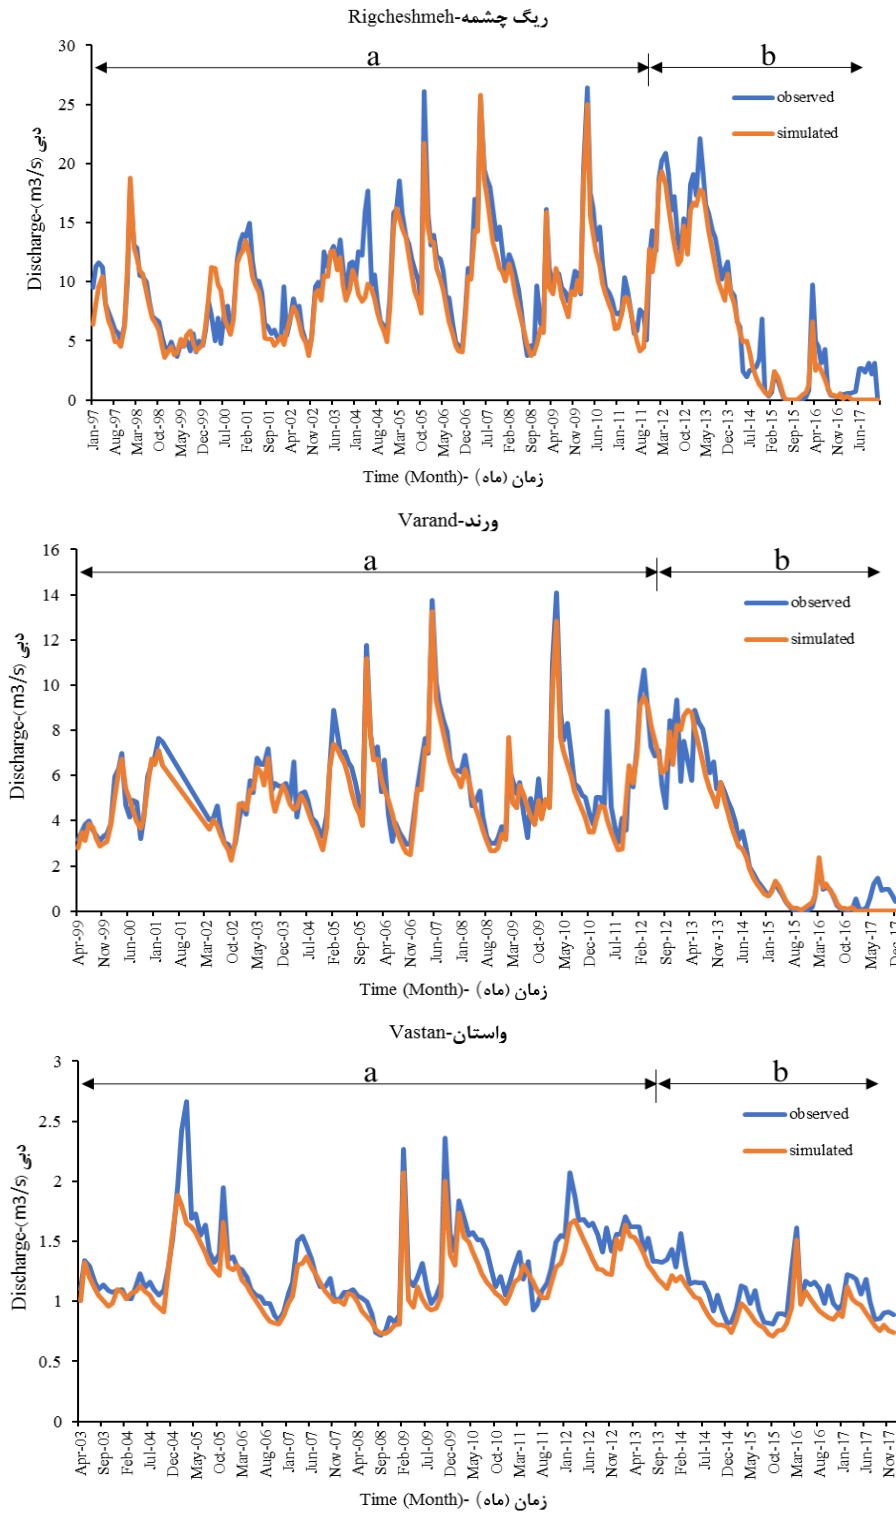 Rigcheshmeh-ریگ چشمه
a
b
30
25
20
15
10
5
0
observed
simulated
Discharge-(m3/s) دبی
Jan-97 Aug-97 Mar-98 Oct-98 May-99 Dec-99 Jul-00 Feb-01 Sep-01 Apr-02 Nov-02 Jun-03 Jan-04 Aug-04 Mar-05 Oct-05 May-06 Dec-06 Jul-07 Feb-08 Sep-08 Apr-09 Nov-09 Jun-10 Jan-11 Aug-11 Mar-12 Oct-12 May-13 Dec-13 Jul-14 Feb-15 Sep-15 Apr-16 Nov-16 Jun-17
Time (Month)- زمان (ماه)
Varand-ورند
a
b
16
14
12
10
8
6
4
2
0
observed
simulated
Discharge-(m3/s) دبی
Apr-99 Nov-99 Jun-00 Jan-01 Aug-01 Mar-02 Oct-02 May-03 Dec-03 Jul-04 Feb-05 Sep-05 Apr-06 Nov-06 Jun-07 Jan-08 Aug-08 Mar-09 Oct-09 May-10 Dec-10 Jul-11 Feb-12 Sep-12 Apr-13 Nov-13 Jun-14 Jan-15 Aug-15 Mar-16 Oct-16 May-17 Dec-17
Time (Month)- زمان (ماه)
Vastan-واستان
a
b
3
2.5
2
1.5
1
0.5
0
observed
simulated
Discharge-(m3/s) دبی
Apr-03 Sep-03 Feb-04 Jul-04 Dec-04 May-05 Oct-05 Mar-06 Aug-06 Jan-07 Jun-07 Nov-07 Apr-08 Sep-08 Feb-09 Jul-09 Dec-09 May-10 Oct-10 Mar-11 Aug-11 Jan-12 Jun-12 Nov-12 Apr-13 Sep-13 Feb-14 Jul-14 Dec-14 May-15 Oct-15 Mar-16 Aug-16 Jan-17 Jun-17 Nov-17
Time (Month)- زمان (ماه)